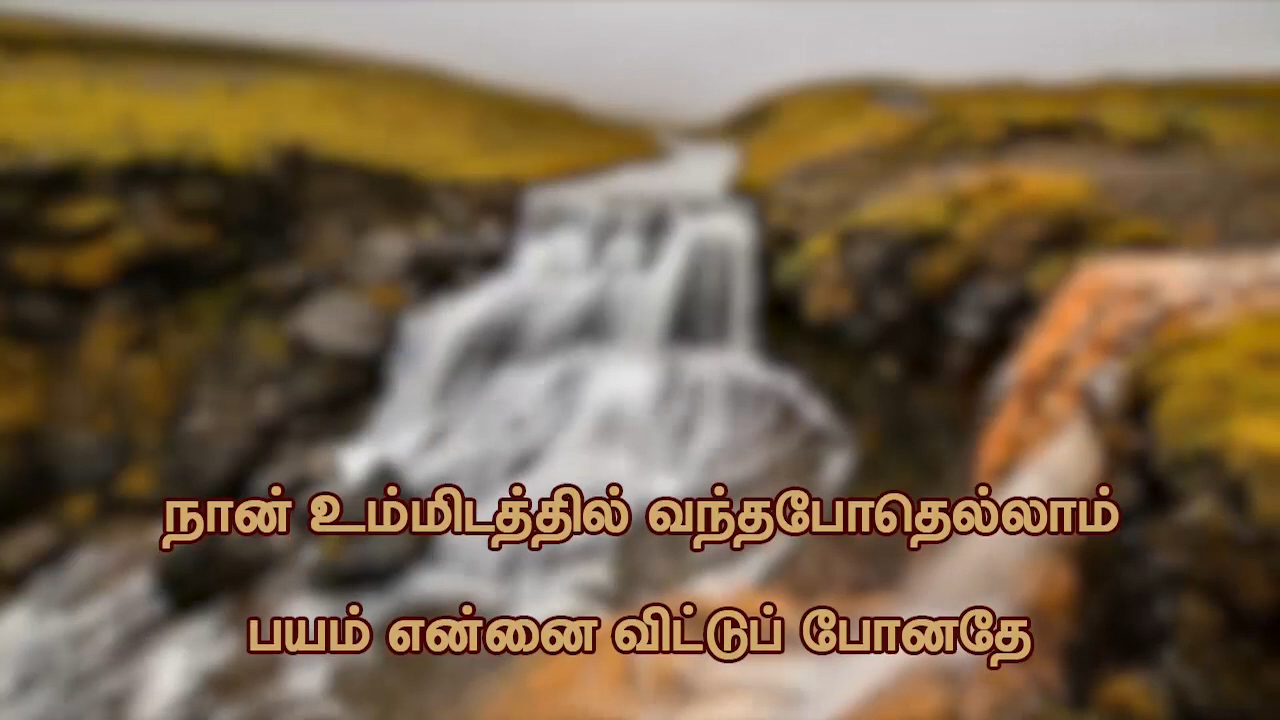 நான் உம்மிடத்தில் வந்தபோதெல்லாம்
பயம் என்னை விட்டுப் போனதே